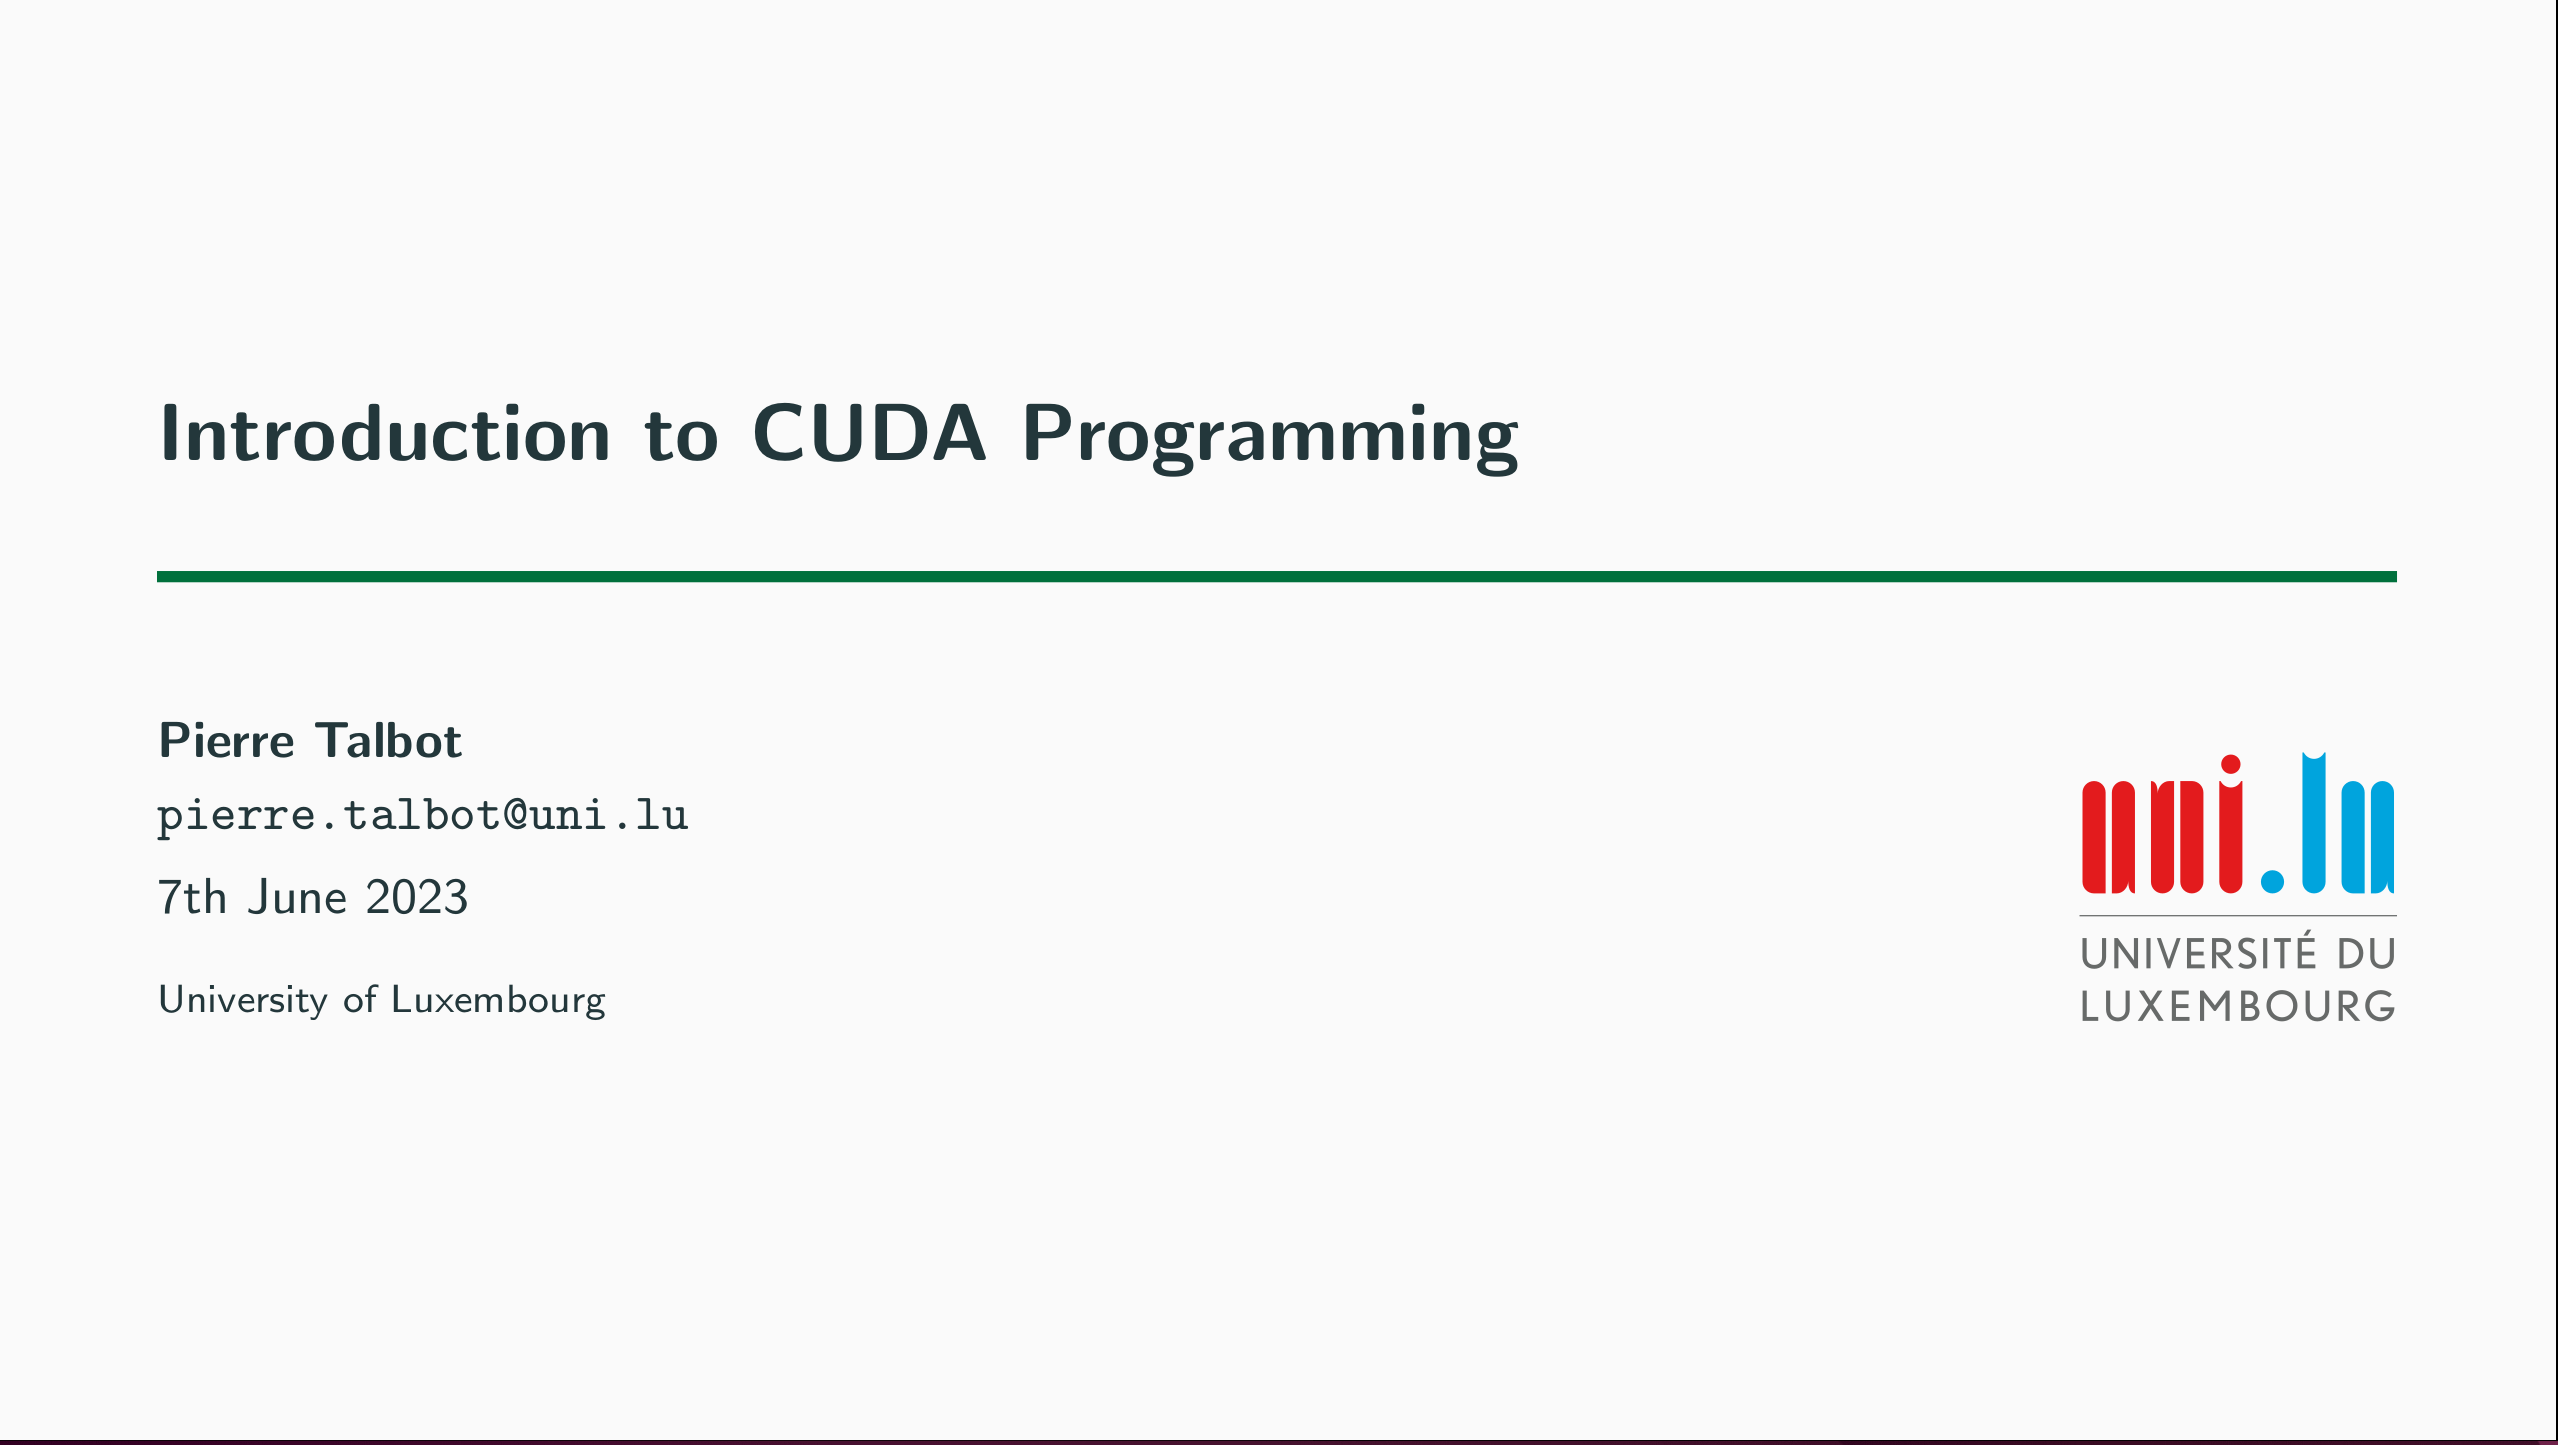 Introduction to CUDA Programming
Pierre Talbot
pierre.talbot@uni.lu
7th June 2023
University of Luxembourg
uni.lu
UNIVERSITÉ DU
LUXEMBOURG